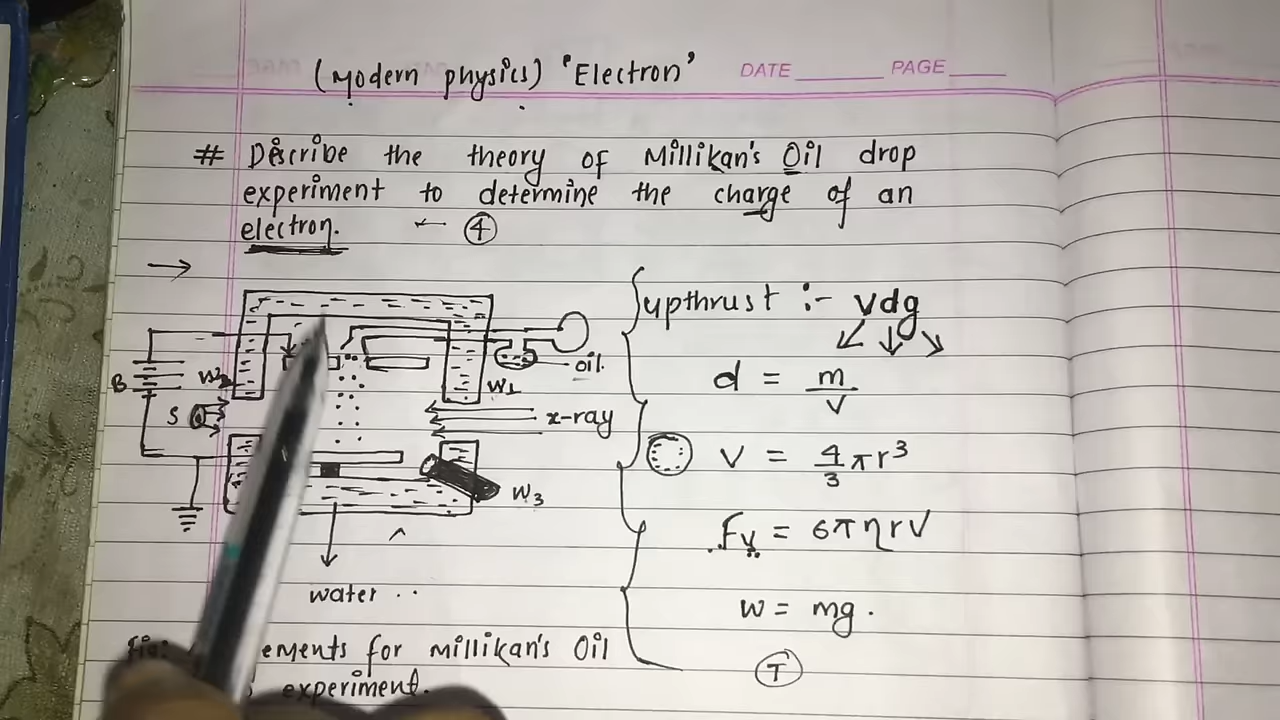 (Modern physics) 'Electron'
DATE PAGE
# Describe the theory of Millikan's Oil drop
experiment to determine the charge of an
electron. ← ④
→
upthrust :- vdg
oil.
B
W1
d = m/v
S
x-ray
V = 4/3 πr³
W3
Fv = 6πηrV
water ..
w = mg.
ements for millikan's Oil
experiment.
T